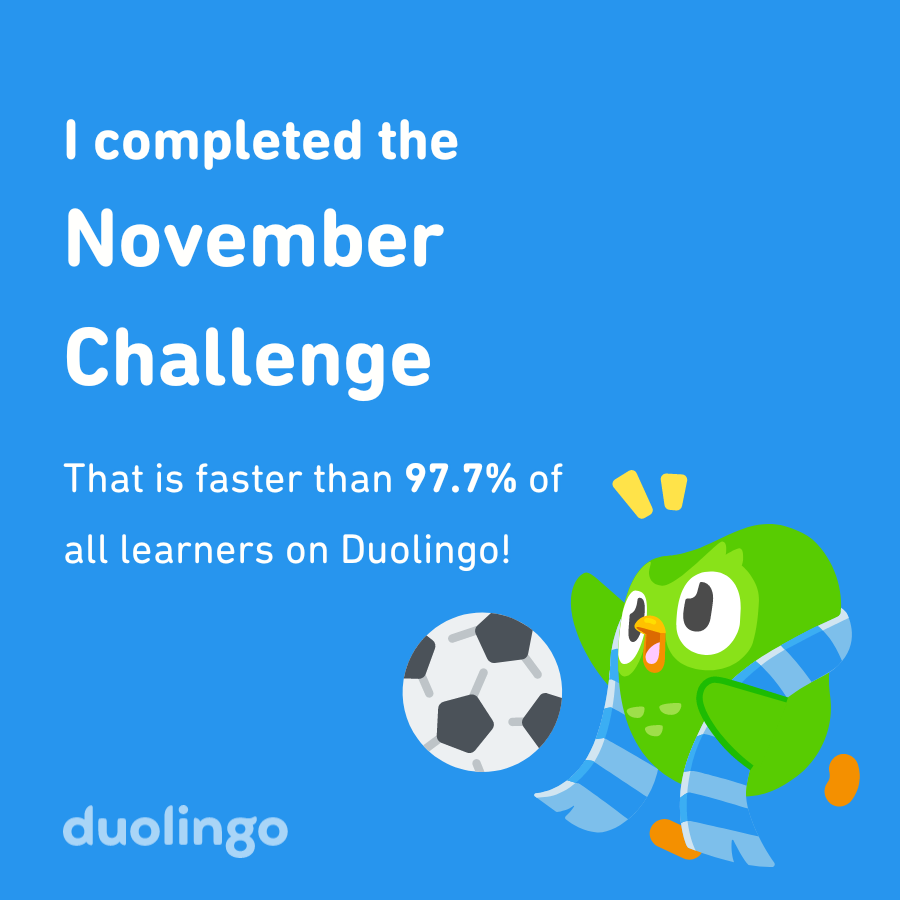 I completed the
November
Challenge
That is faster than 97.7% of
all learners on Duolingo!
duolingo